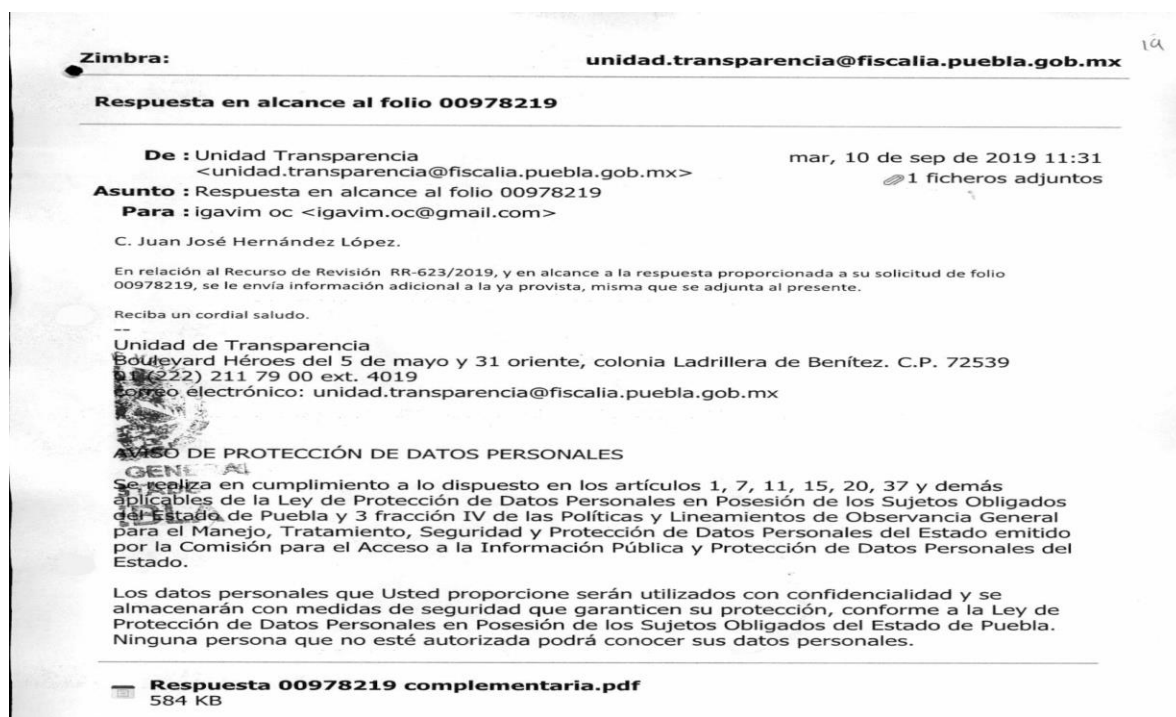 19
Zimbra: unidad.transparencia@fiscalia.puebla.gob.mx
Respuesta en alcance al folio 00978219
De : Unidad Transparencia mar, 10 de sep de 2019 11:31
<unidad.transparencia@fiscalia.puebla.gob.mx> 1 ficheros adjuntos
Asunto : Respuesta en alcance al folio 00978219
Para : igavim oc <igavim.oc@gmail.com>
C. Juan José Hernández López.
En relación al Recurso de Revisión RR-623/2019, y en alcance a la respuesta proporcionada a su solicitud de folio
00978219, se le envía información adicional a la ya provista, misma que se adjunta al presente.
Reciba un cordial saludo.
--
Unidad de Transparencia
Boulevard Héroes del 5 de mayo y 31 oriente, colonia Ladrillera de Benítez. C.P. 72539
01 (222) 211 79 00 ext. 4019
correo electrónico: unidad.transparencia@fiscalia.puebla.gob.mx
AVISO DE PROTECCIÓN DE DATOS PERSONALES
GENERAL
Se realiza en cumplimiento a lo dispuesto en los artículos 1, 7, 11, 15, 20, 37 y demás
aplicables de la Ley de Protección de Datos Personales en Posesión de los Sujetos Obligados
del Estado de Puebla y 3 fracción IV de las Políticas y Lineamientos de Observancia General
para el Manejo, Tratamiento, Seguridad y Protección de Datos Personales del Estado emitido
por la Comisión para el Acceso a la Información Pública y Protección de Datos Personales del
Estado.
Los datos personales que Usted proporcione serán utilizados con confidencialidad y se
almacenarán con medidas de seguridad que garanticen su protección, conforme a la Ley de
Protección de Datos Personales en Posesión de los Sujetos Obligados del Estado de Puebla.
Ninguna persona que no esté autorizada podrá conocer sus datos personales.
Respuesta 00978219 complementaria.pdf
584 KB